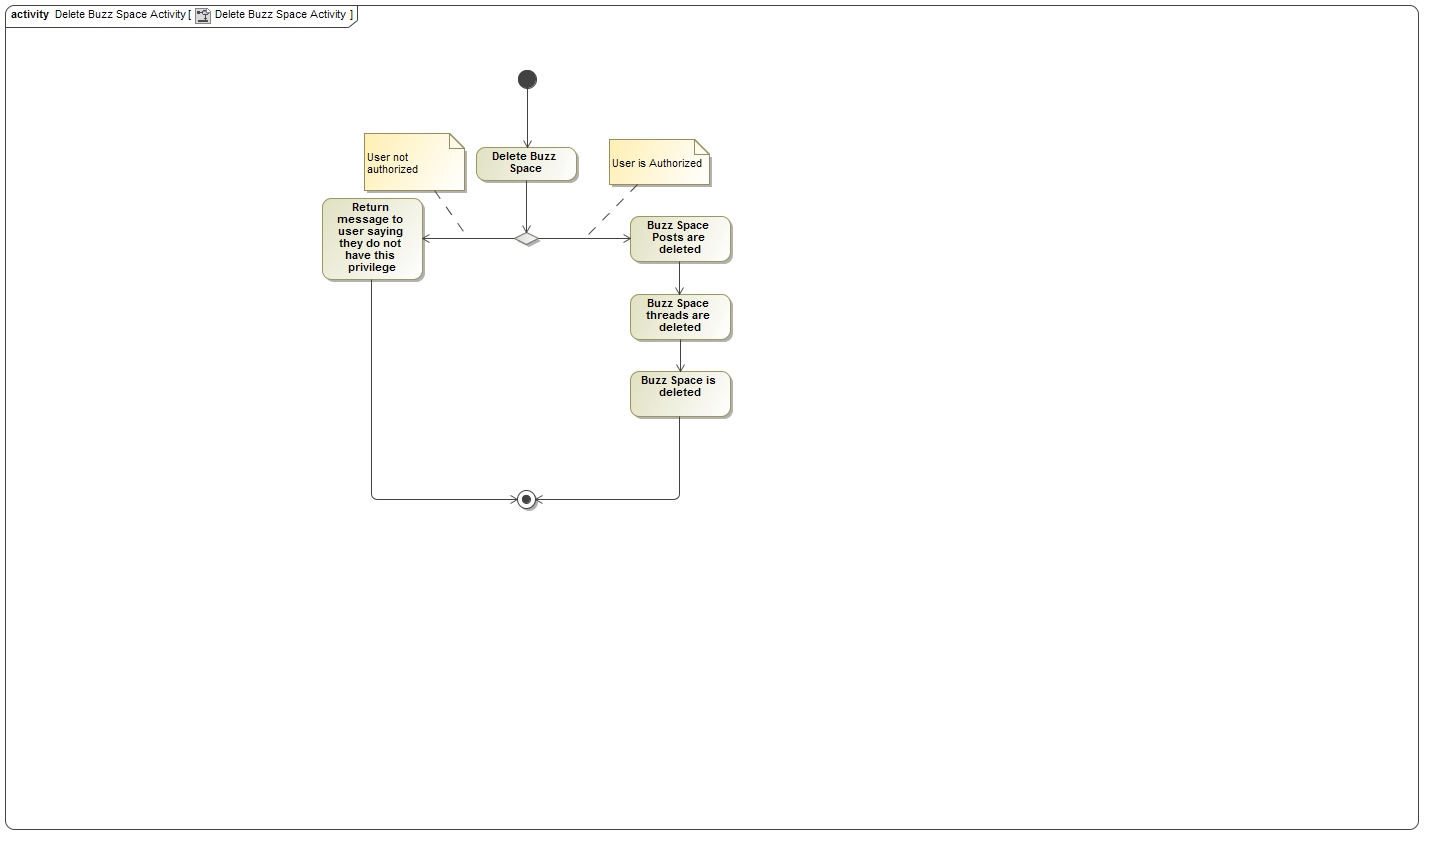 activity Delete Buzz Space Activity [ Delete Buzz Space Activity ]
User not
authorized
Delete Buzz
Space
User is Authorized
Return
message to
user saying
they do not
have this
privilege
Buzz Space
Posts are
deleted
Buzz Space
threads are
deleted
Buzz Space is
deleted